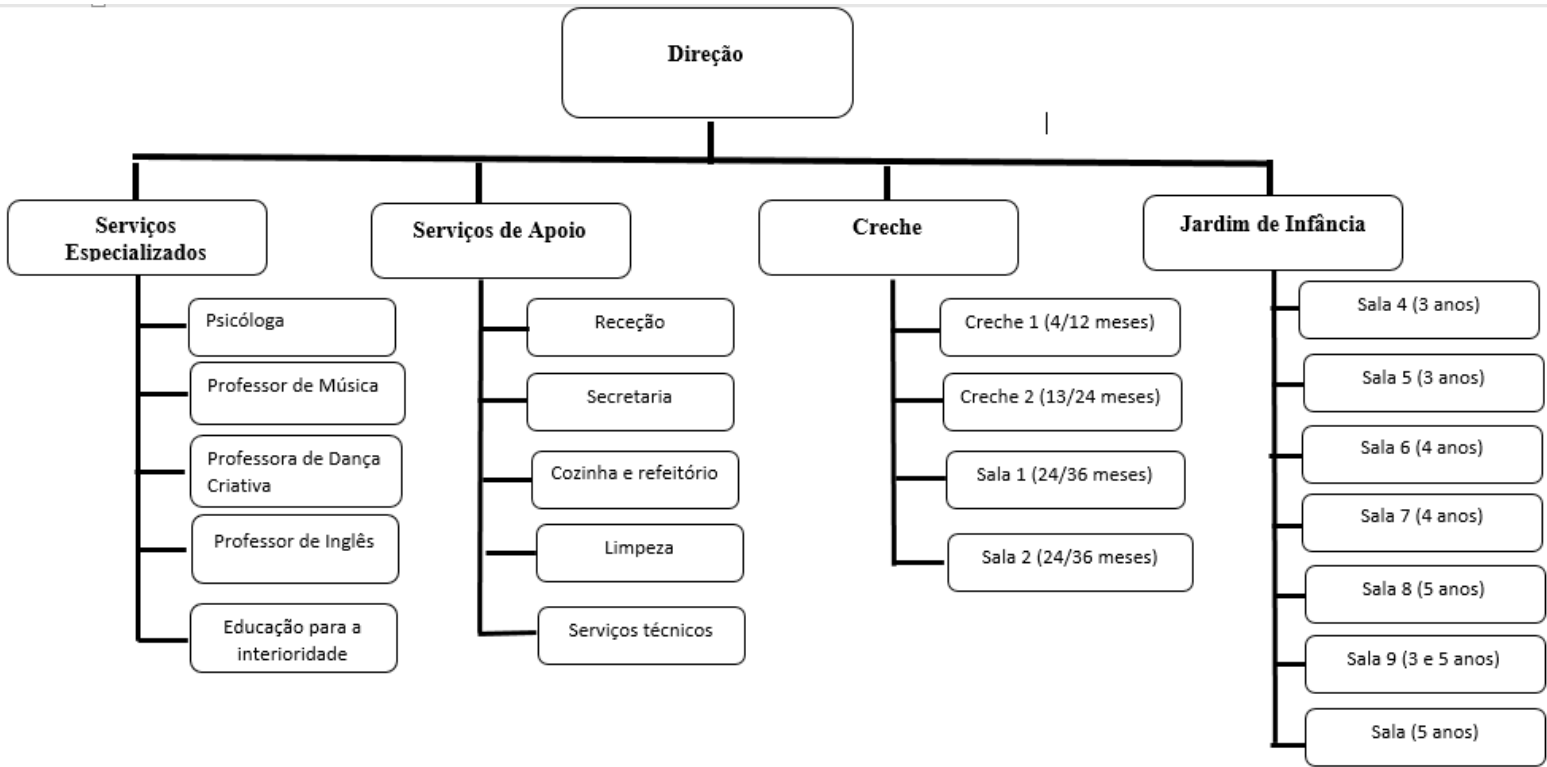 Direção
Serviços
Especializados
Psicóloga
Professor de Música
Professora de Dança
Criativa
Professor de Inglês
Educação para a
interioridade
Serviços de Apoio
Receção
Secretaria
Cozinha e refeitório
Limpeza
Serviços técnicos
Creche
Creche 1 (4/12 meses)
Creche 2 (13/24 meses)
Sala 1 (24/36 meses)
Sala 2 (24/36 meses)
Jardim de Infância
Sala 4 (3 anos)
Sala 5 (3 anos)
Sala 6 (4 anos)
Sala 7 (4 anos)
Sala 8 (5 anos)
Sala 9 (3 e 5 anos)
Sala (5 anos)